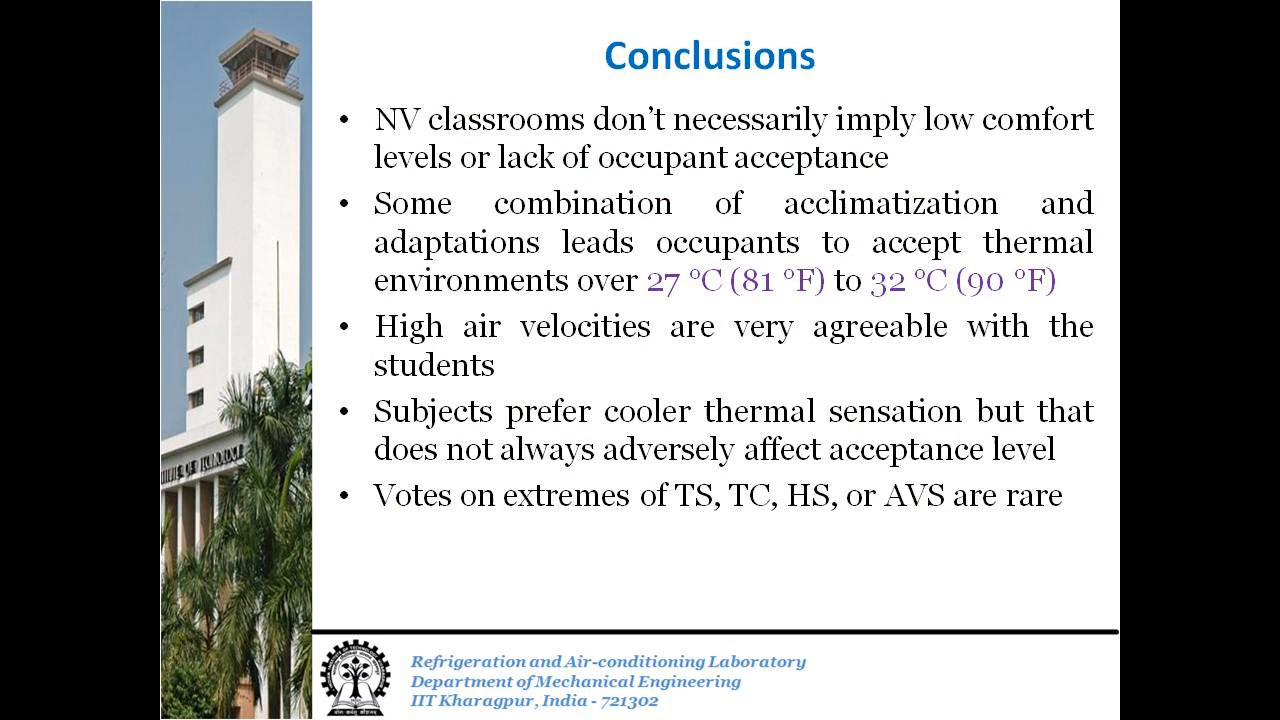 Conclusions
• NV classrooms don't necessarily imply low comfort
levels or lack of occupant acceptance
• Some combination of acclimatization and
adaptations leads occupants to accept thermal
environments over 27 °C (81 °F) to 32 °C (90 °F)
• High air velocities are very agreeable with the
students
• Subjects prefer cooler thermal sensation but that
does not always adversely affect acceptance level
• Votes on extremes of TS, TC, HS, or AVS are rare
OF TECHNOLOGY
Refrigeration and Air-conditioning Laboratory
Department of Mechanical Engineering
IIT Kharagpur, India - 721302